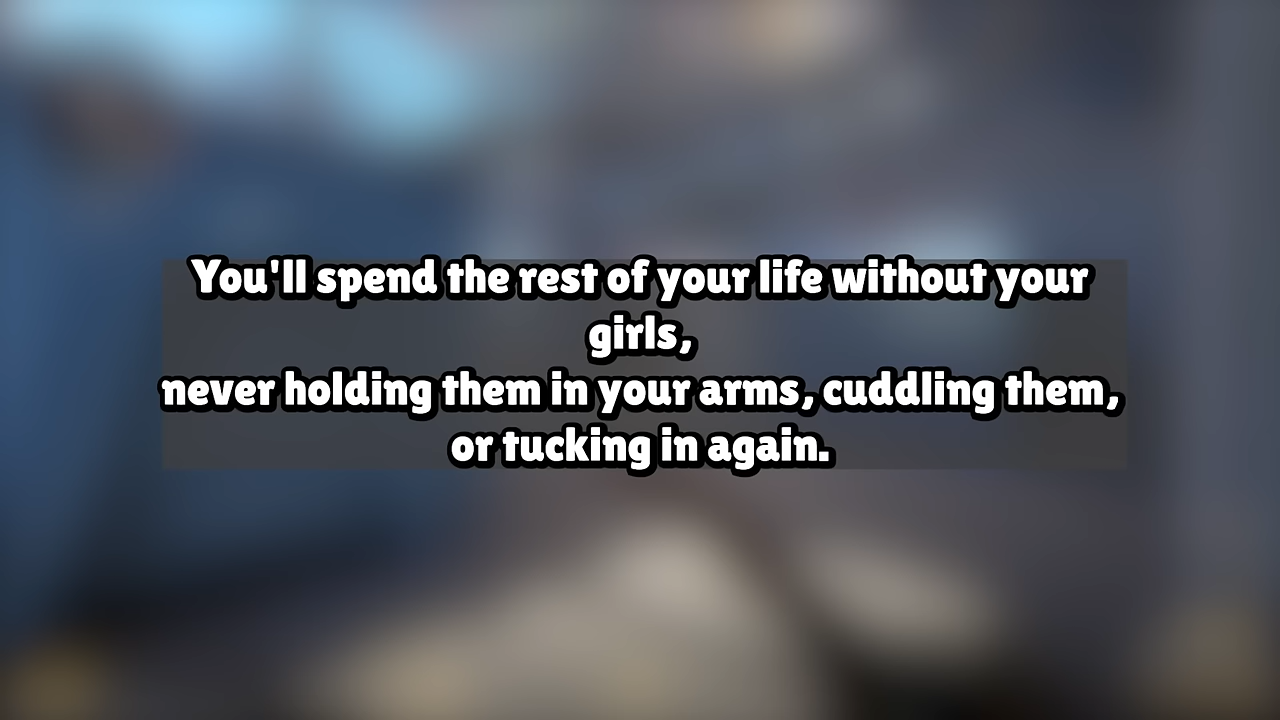 You'll spend the rest of your life without your
girls,
never holding them in your arms, cuddling them,
or tucking in again.